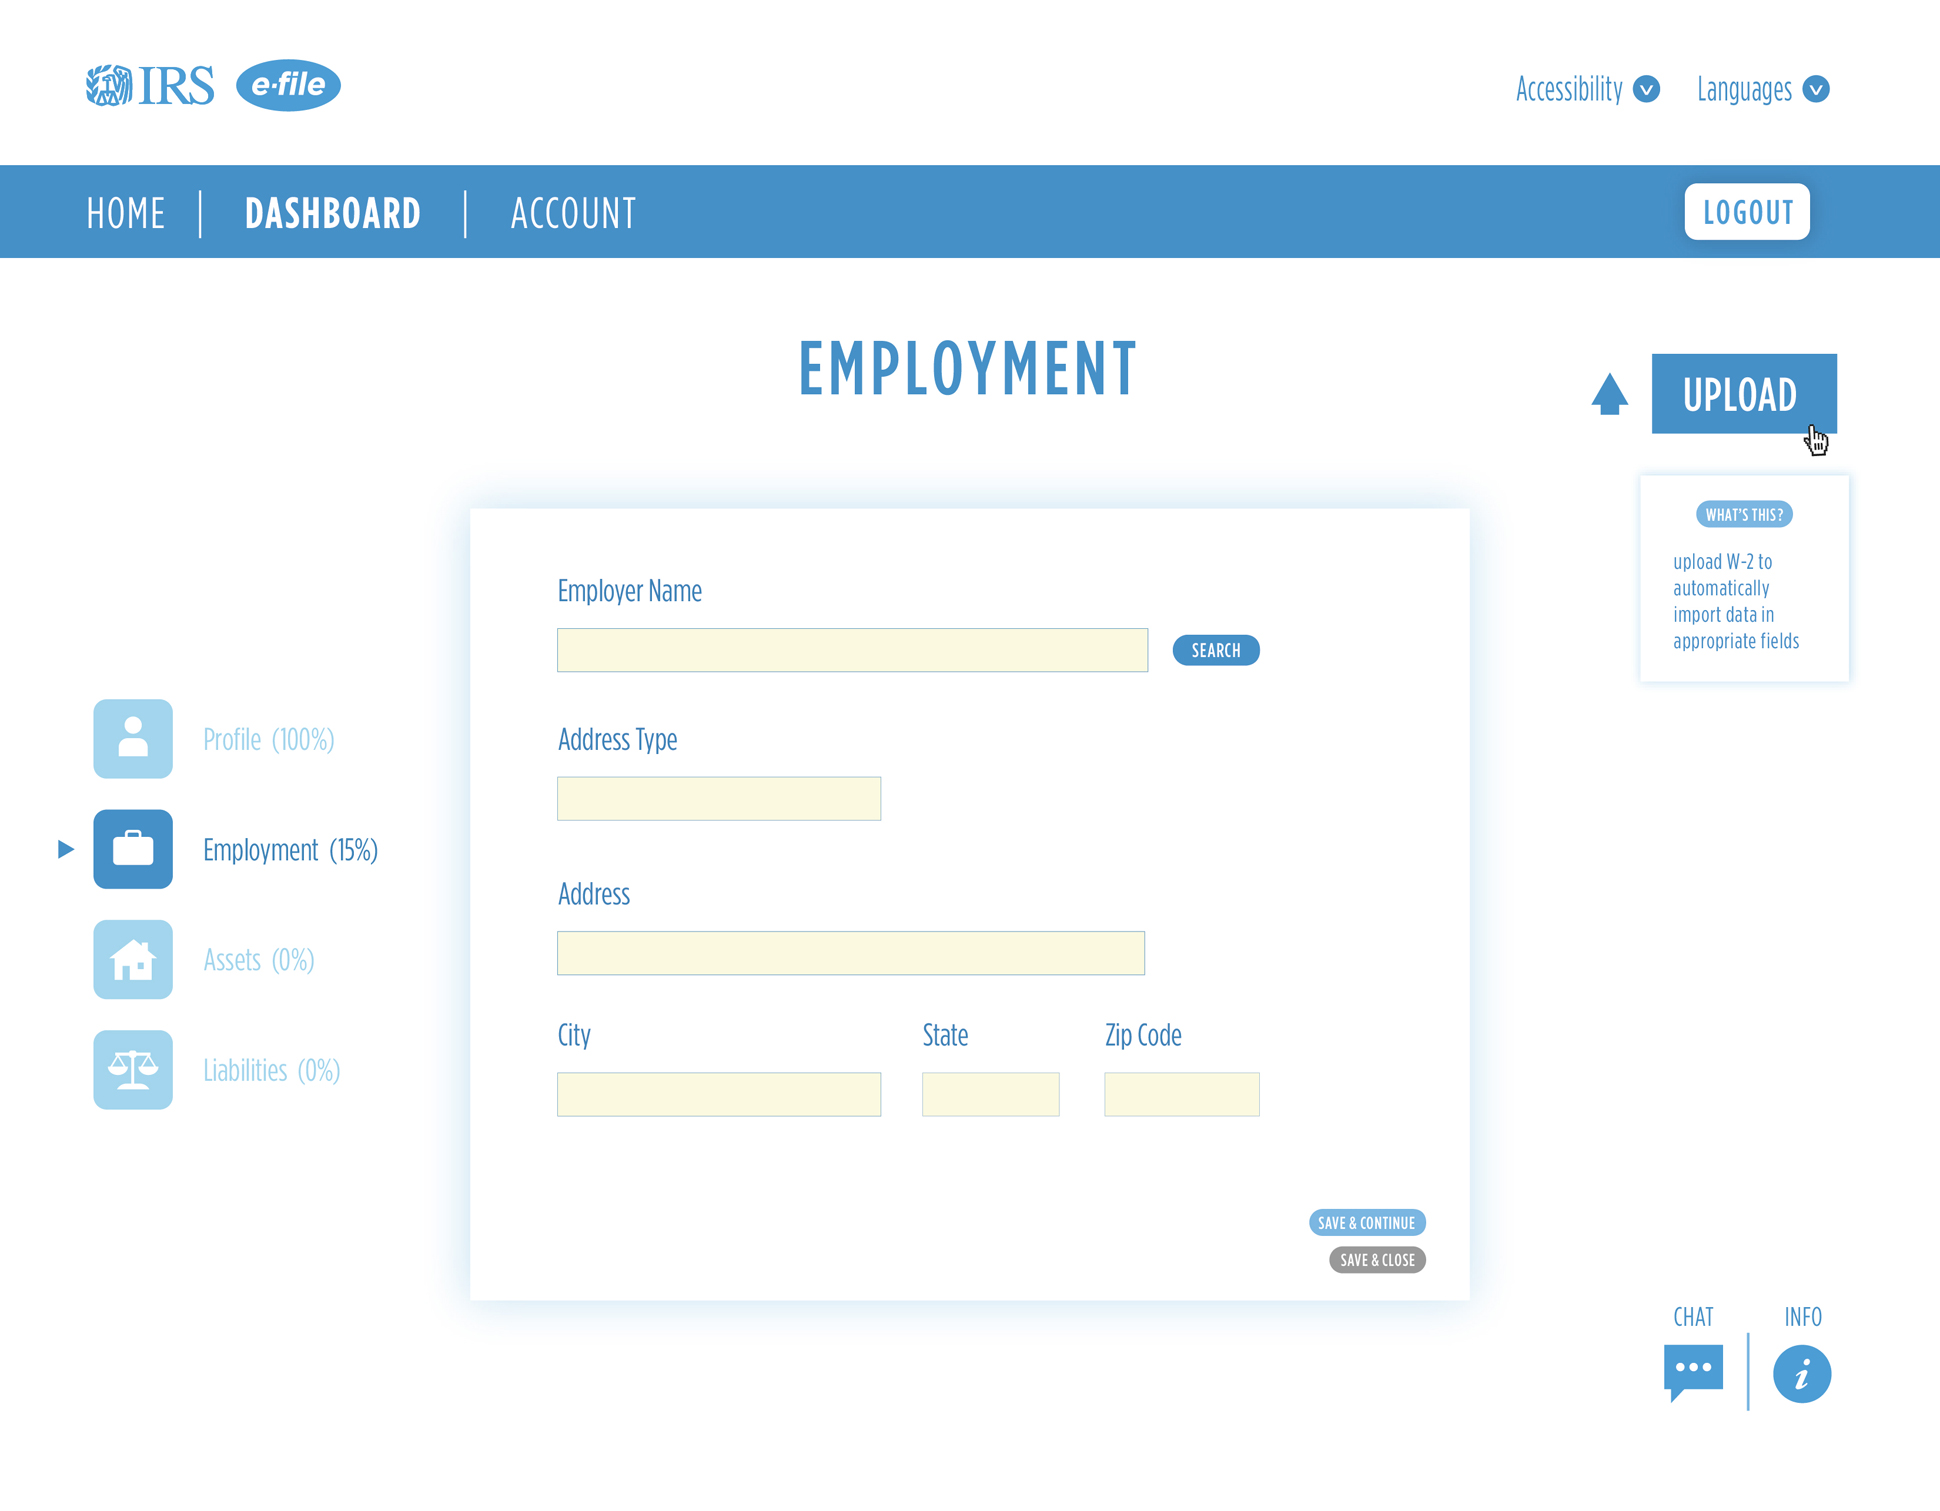 IRS e-file
Accessibility Languages
HOME DASHBOARD ACCOUNT LOGOUT
EMPLOYMENT
UPLOAD
WHAT'S THIS?
upload W-2 to
automatically
import data in
appropriate fields
Employer Name
SEARCH
Address Type
Address
City State Zip Code
SAVE & CONTINUE
SAVE & CLOSE
Profile (100%)
Employment (15%)
Assets (0%)
Liabilities (0%)
CHAT INFO
i